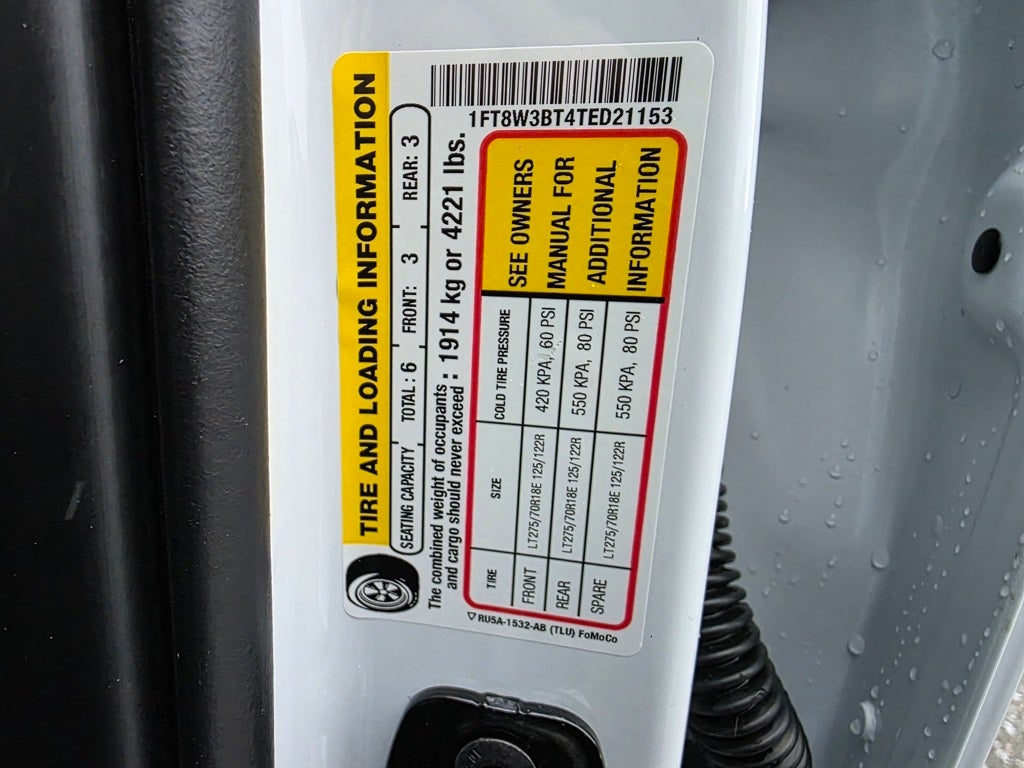 TIRE AND LOADING INFORMATION
SEATING CAPACITY TOTAL : 6 FRONT: 3 REAR: 3
The combined weight of occupants
and cargo should never exceed : 1914 kg or 4221 lbs.
1FT8W3BT4TED21153
TIRE SIZE COLD TIRE PRESSURE
FRONT LT275/70R18E 125/122R 420 KPA, 60 PSI
REAR LT275/70R18E 125/122R 550 KPA, 80 PSI
SPARE LT275/70R18E 125/122R 550 KPA, 80 PSI
SEE OWNERS
MANUAL FOR
ADDITIONAL
INFORMATION
RU5A-1532-AB (TLU) FoMoCo